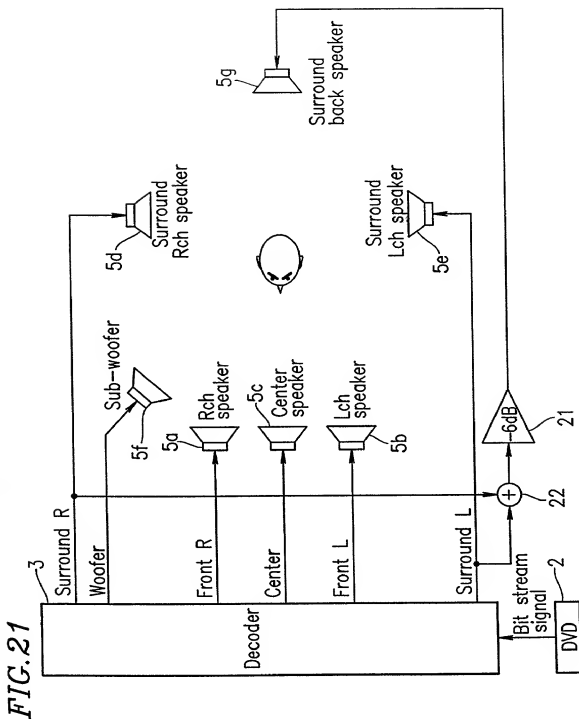 FIG.21
3
Decoder
Surround R
Woofer
Front R
Center
Front L
Surround L
Bit stream
signal
2
DVD
Sub-woofer
5f
5a
Rch
speaker
5c
Center
speaker
Lch
speaker
5b
5d
Surround
Rch speaker
Surround
Lch speaker
5e
5g
Surround
back speaker
+
22
-6dB
21